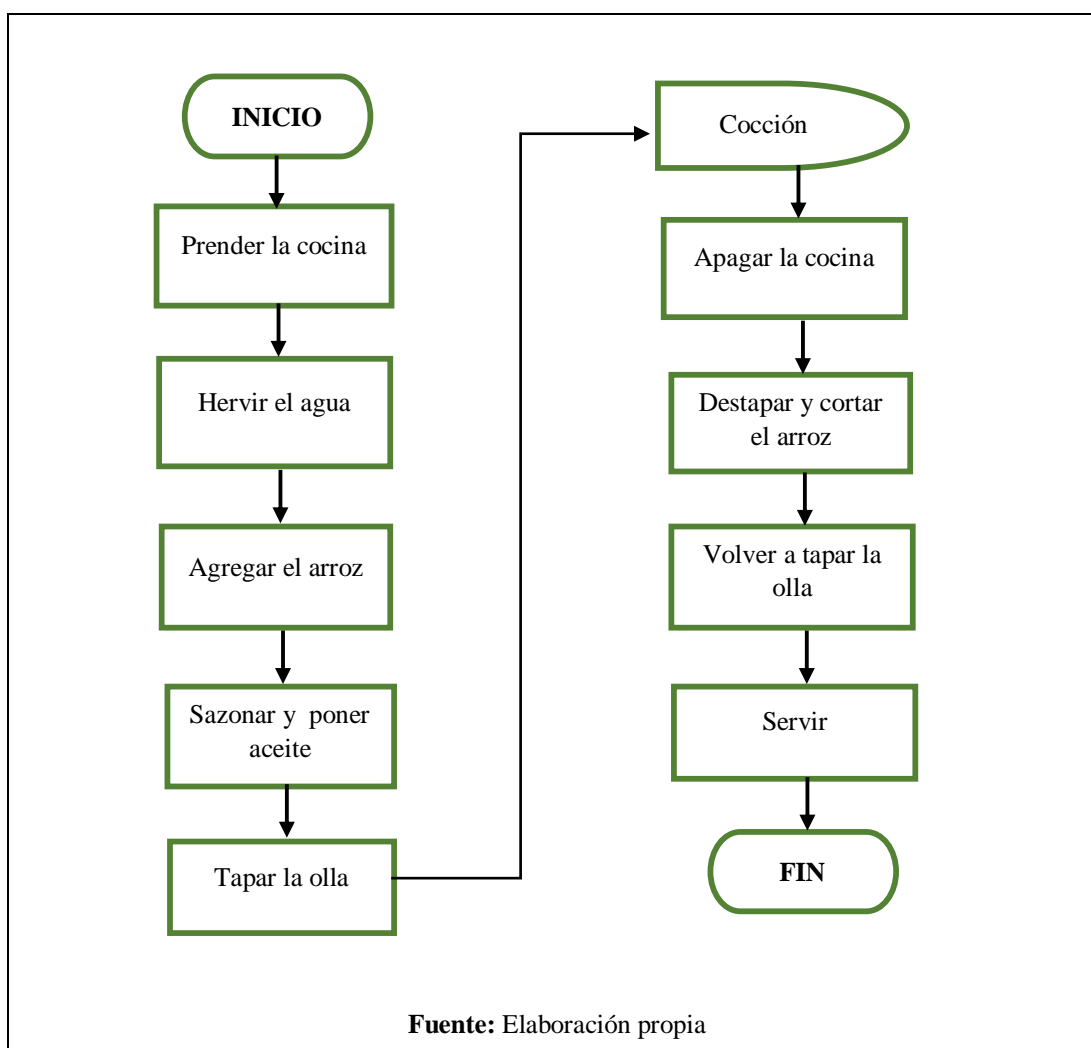 INICIO
Prender la cocina
Hervir el agua
Agregar el arroz
Sazonar y poner
aceite
Tapar la olla
Cocción
Apagar la cocina
Destapar y cortar
el arroz
Volver a tapar la
olla
Servir
FIN
Fuente: Elaboración propia